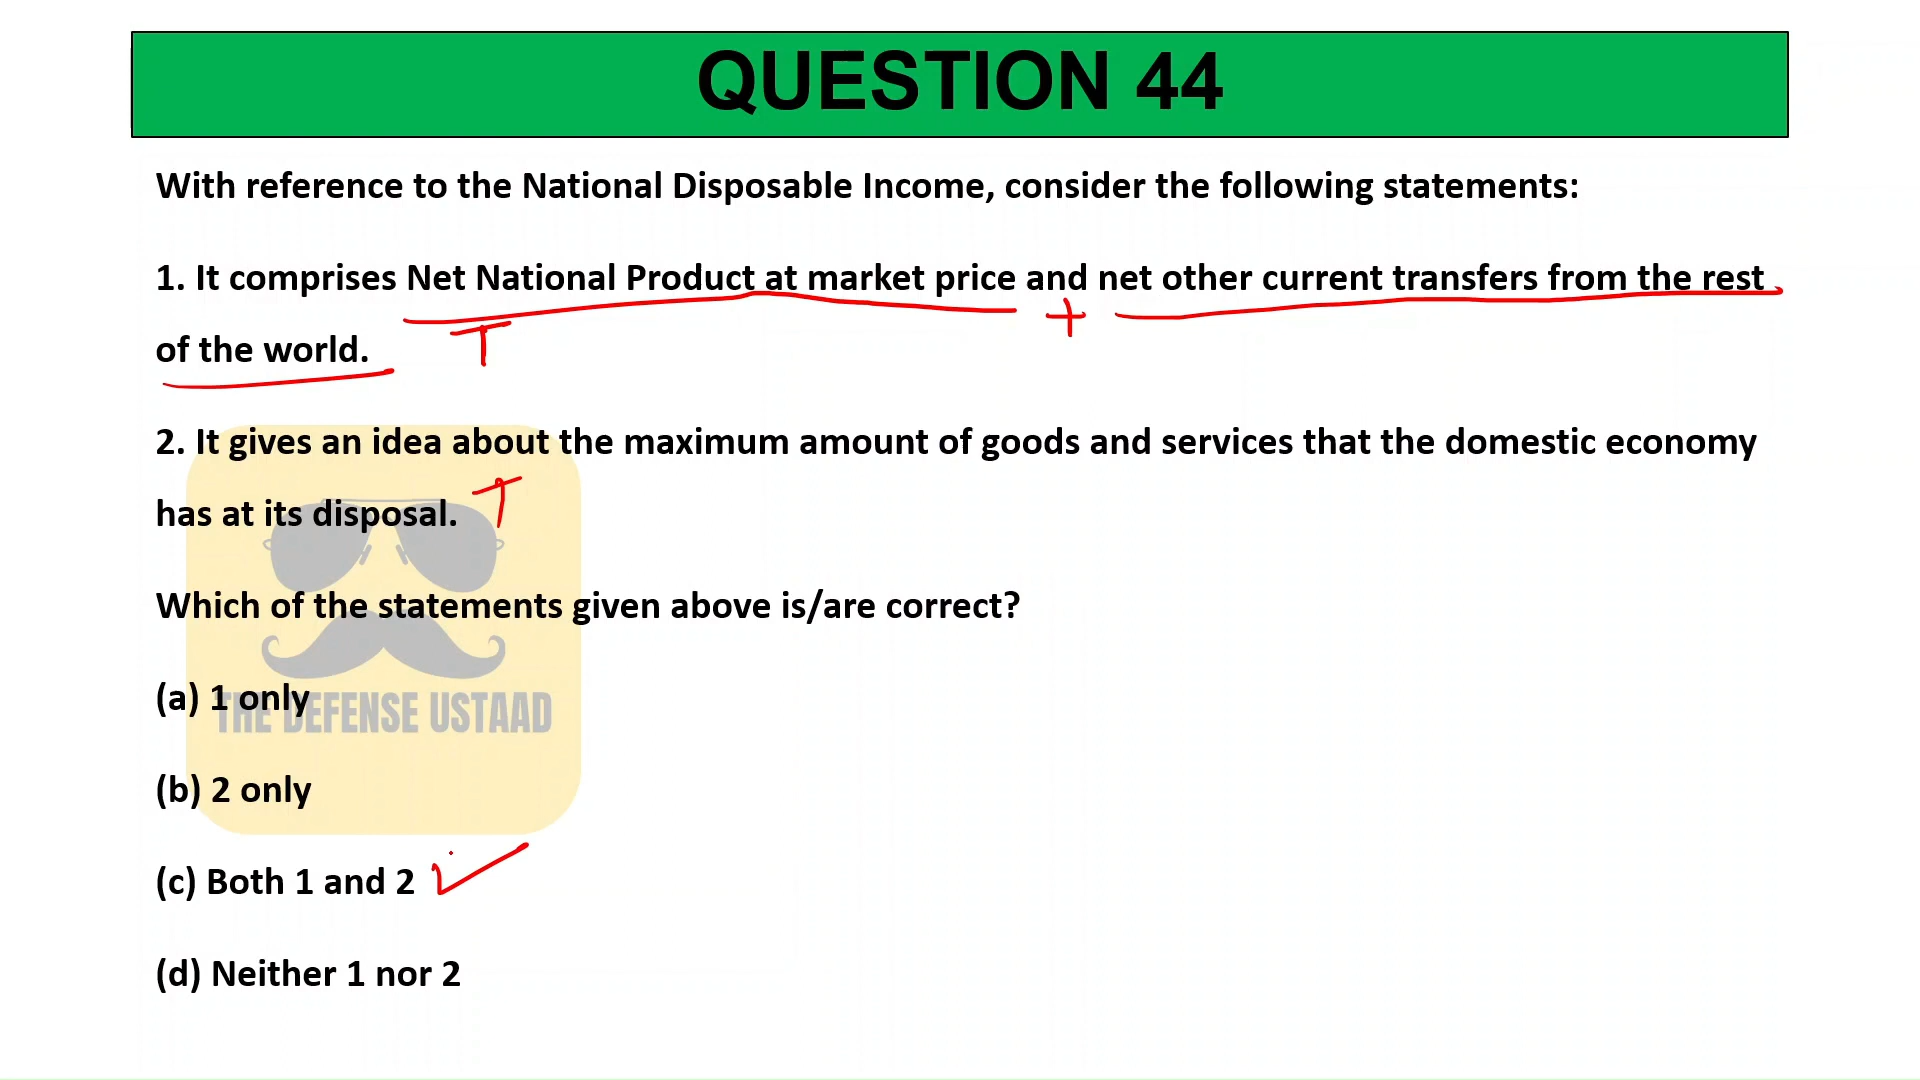 QUESTION 44
With reference to the National Disposable Income, consider the following statements:
1. It comprises Net National Product at market price and net other current transfers from the rest
+
of the world. T
2. It gives an idea about the maximum amount of goods and services that the domestic economy
has at its disposal. T
Which of the statements given above is/are correct?
(a) 1 only
THE DEFENSE USTAAD
(b) 2 only
(c) Both 1 and 2
(d) Neither 1 nor 2